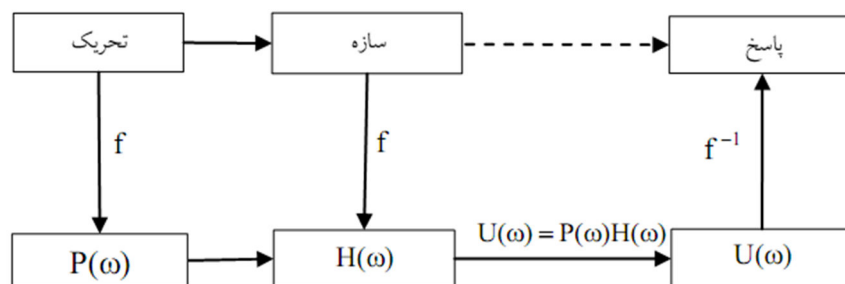 تحریک
سازه
پاسخ
f
f
f⁻¹
U(ω) = P(ω)H(ω)
P(ω)
H(ω)
U(ω)